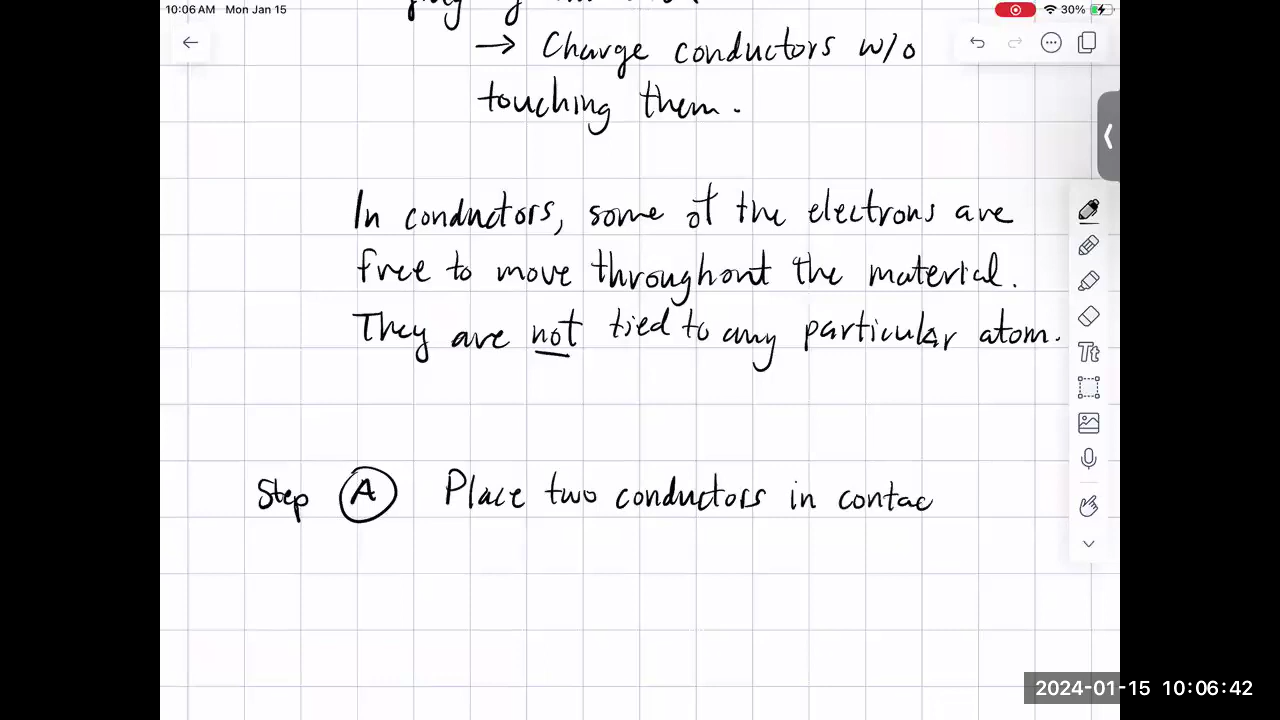 10:06 AM Mon Jan 15
30%
→ Charge conductors w/o
touching them.
In conductors, some of the electrons are
free to move throughout the material.
They are not tied to any particular atom.
Step A Place two conductors in contac
Tt
2024-01-15 10:06:42